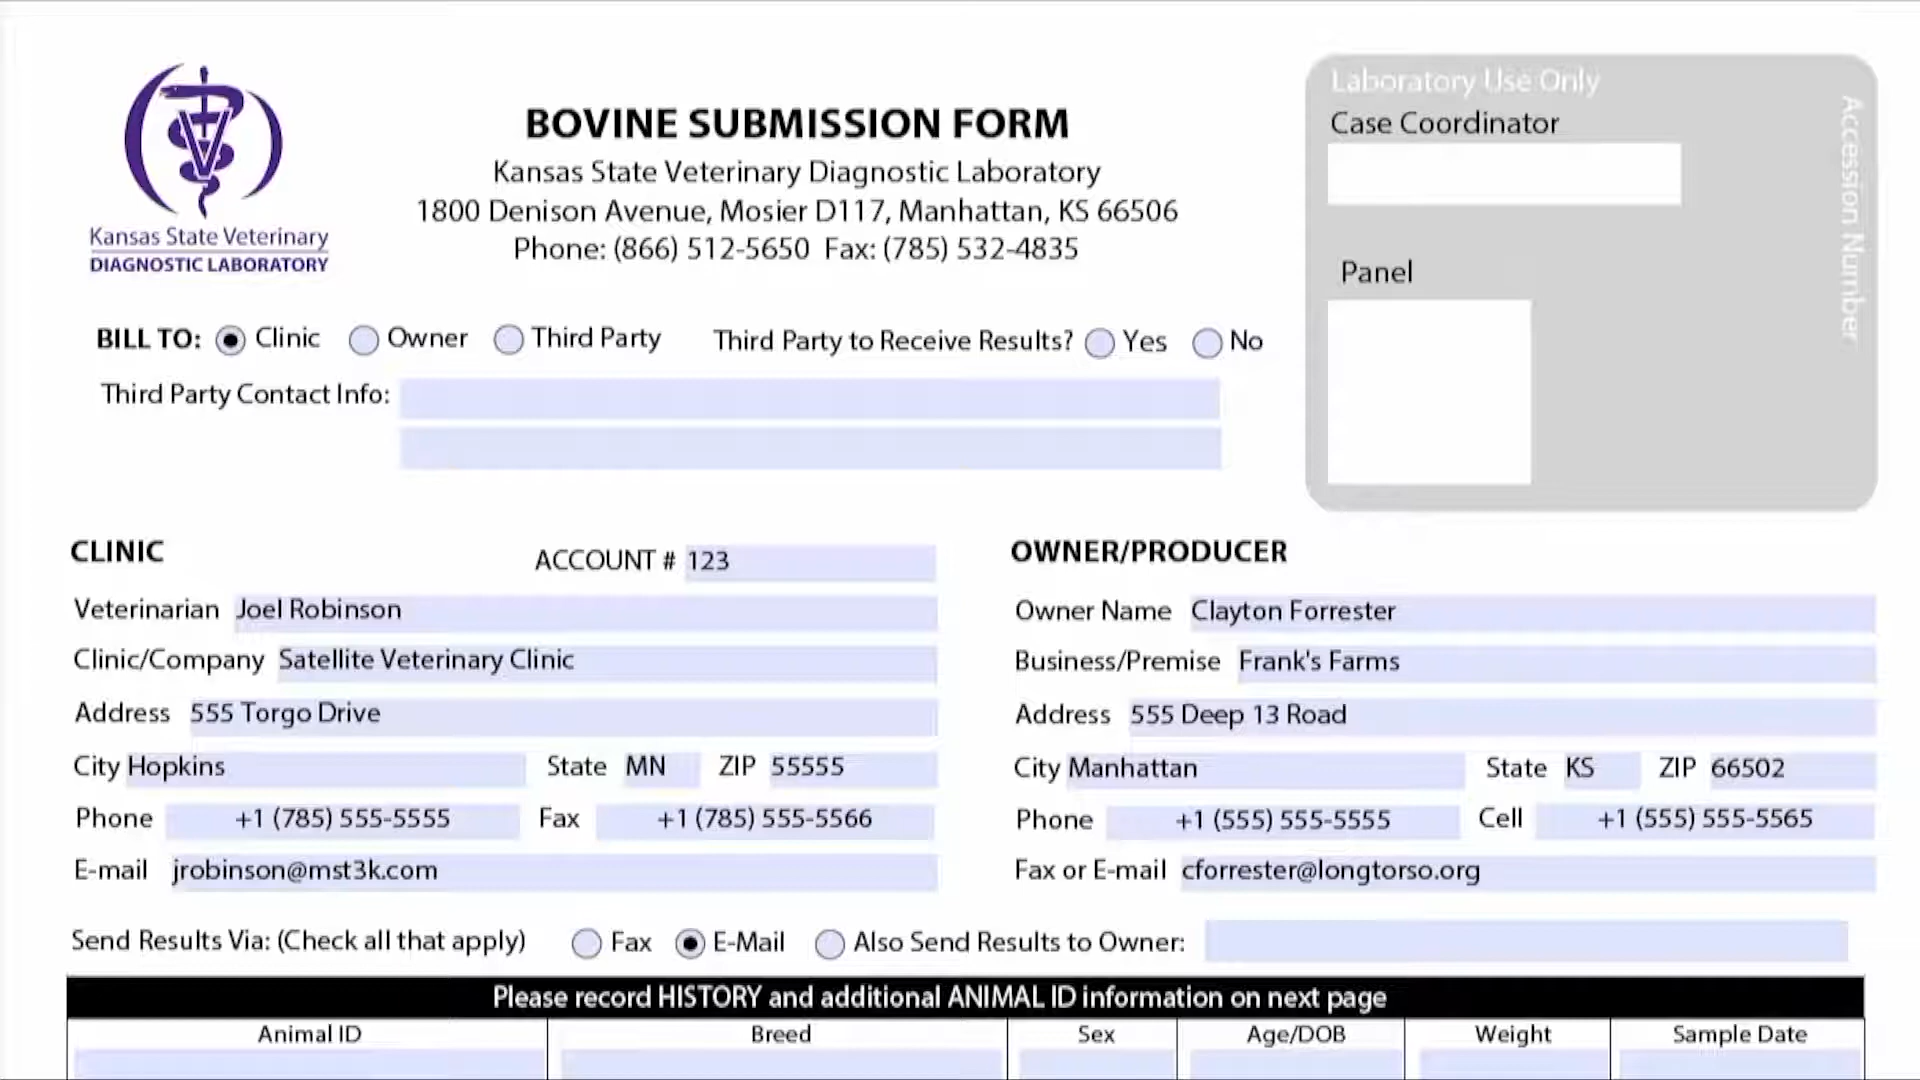 Kansas State Veterinary
DIAGNOSTIC LABORATORY
BOVINE SUBMISSION FORM
Kansas State Veterinary Diagnostic Laboratory
1800 Denison Avenue, Mosier D117, Manhattan, KS 66506
Phone: (866) 512-5650 Fax: (785) 532-4835
Laboratory Use Only
Case Coordinator
Panel
Accession Number
BILL TO: Clinic Owner Third Party Third Party to Receive Results? Yes No
Third Party Contact Info:
CLINIC
ACCOUNT # 123
Veterinarian Joel Robinson
Clinic/Company Satellite Veterinary Clinic
Address 555 Torgo Drive
City Hopkins State MN ZIP 55555
Phone +1 (785) 555-5555 Fax +1 (785) 555-5566
E-mail jrobinson@mst3k.com
OWNER/PRODUCER
Owner Name Clayton Forrester
Business/Premise Frank's Farms
Address 555 Deep 13 Road
City Manhattan State KS ZIP 66502
Phone +1 (555) 555-5555 Cell +1 (555) 555-5565
Fax or E-mail cforrester@longtorso.org
Send Results Via: (Check all that apply) Fax E-Mail Also Send Results to Owner:
Please record HISTORY and additional ANIMAL ID information on next page
Animal ID Breed Sex Age/DOB Weight Sample Date